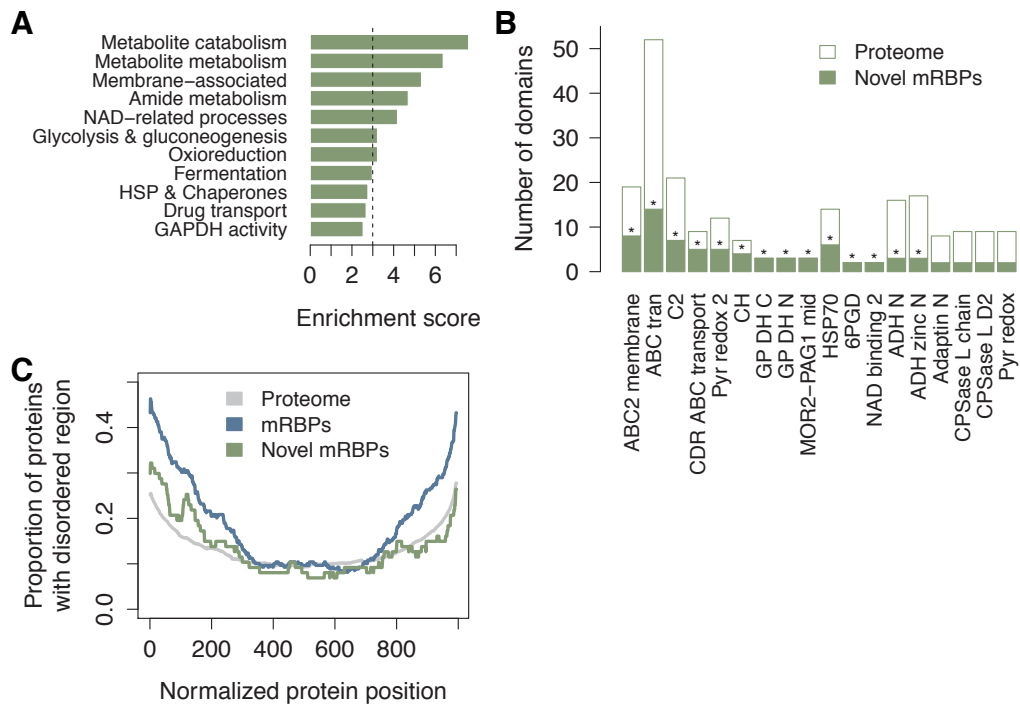 A
Metabolite catabolism
Metabolite metabolism
Membrane−associated
Amide metabolism
NAD−related processes
Glycolysis & gluconeogenesis
Oxioreduction
Fermentation
HSP & Chaperones
Drug transport
GAPDH activity
0 2 4 6
Enrichment score
B
Number of domains
50
40
30
20
10
0
Proteome
Novel mRBPs
* * * * * * * * * * * * * *
ABC2 membrane
ABC tran
C2
CDR ABC transport
Pyr redox 2
CH
GP DH C
GP DH N
MOR2−PAG1 mid
HSP70
6PGD
NAD binding 2
ADH N
ADH zinc N
Adaptin N
CPSase L chain
CPSase L D2
Pyr redox
C
Proportion of proteins
with disordered region
0.4
0.2
0.0
Proteome
mRBPs
Novel mRBPs
0 200 400 600 800
Normalized protein position